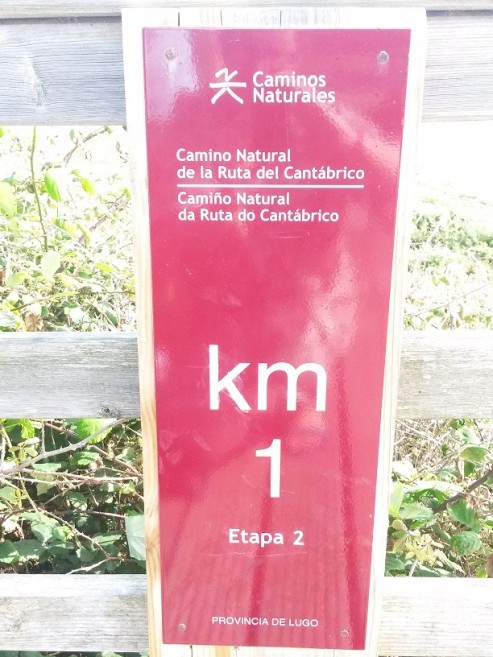 Caminos
Naturales
Camino Natural
de la Ruta del Cantábrico
Camiño Natural
da Ruta do Cantábrico
km
1
Etapa 2
PROVINCIA DE LUGO